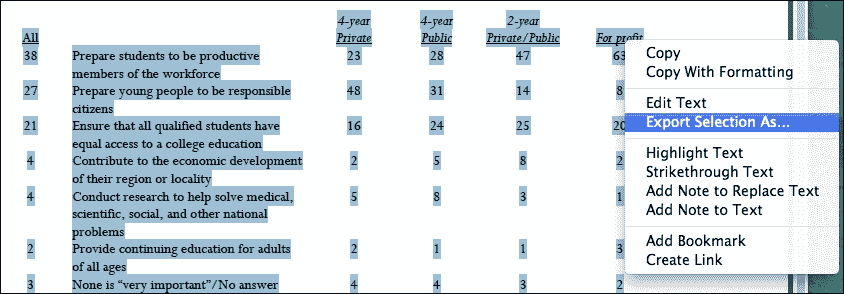 4-year 4-year 2-year
All Private Public Private/Public For profit
38 Prepare students to be productive 23 28 47 63
members of the workforce
27 Prepare young people to be responsible 48 31 14 8
citizens
21 Ensure that all qualified students have 16 24 25 20
equal access to a college education
4 Contribute to the economic development 2 5 8 2
of their region or locality
4 Conduct research to help solve medical, 5 8 3 1
scientific, social, and other national
problems
2 Provide continuing education for adults 2 1 1 3
of all ages
3 None is “very important”/No answer 4 4 3 2
Copy
Copy With Formatting
Edit Text
Export Selection As...
Highlight Text
Strikethrough Text
Add Note to Replace Text
Add Note to Text
Add Bookmark
Create Link